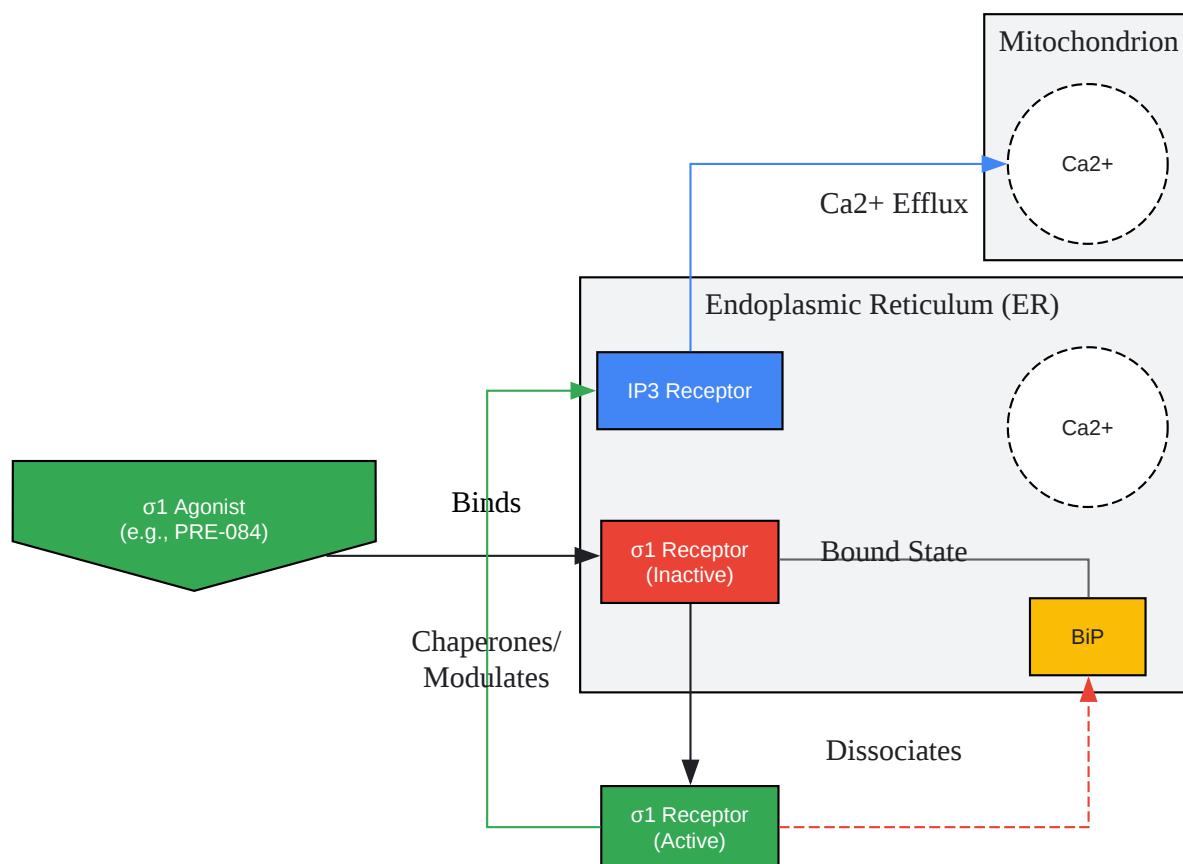 Mitochondrion
Ca2+
Ca2+ Efflux
Endoplasmic Reticulum (ER)
IP3 Receptor
Ca2+
σ1 Agonist
(e.g., PRE-084)
Binds
σ1 Receptor
(Inactive)
Bound State
BiP
Chaperones/
Modulates
Dissociates
σ1 Receptor
(Active)